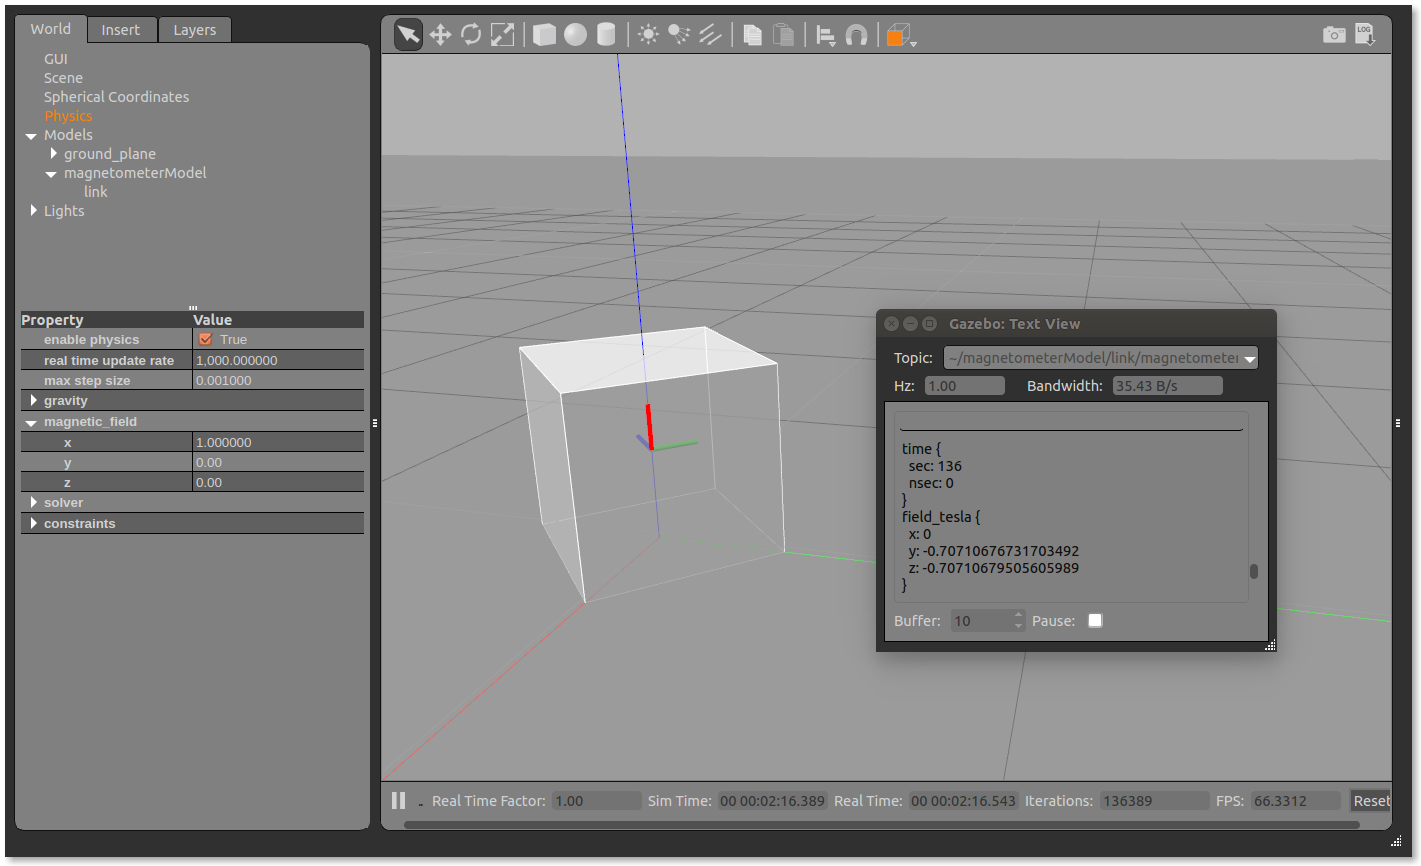 World Insert Layers
GUI
Scene
Spherical Coordinates
Physics
Models
ground_plane
magnetometerModel
link
Lights
Property Value
enable physics True
real time update rate 1,000.000000
max step size 0.001000
gravity
magnetic_field
x 1.000000
y 0.00
z 0.00
solver
constraints
LOG
Gazebo: Text View
Topic: ~/magnetometerModel/link/magnetometer
Hz: 1.00 Bandwidth: 35.43 B/s
time {
sec: 136
nsec: 0
}
field_tesla {
x: 0
y: -0.70710676731703492
z: -0.70710679505605989
}
Buffer: 10 Pause:
Real Time Factor: 1.00 Sim Time: 00 00:02:16.389 Real Time: 00 00:02:16.543 Iterations: 136389 FPS: 66.3312 Reset